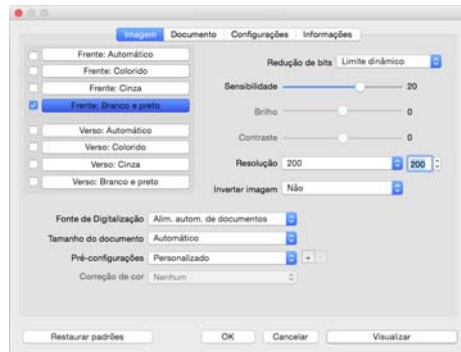 Imagem Documento Configurações Informações
Frente: Automático
Frente: Colorido
Frente: Cinza
Frente: Branco e preto
Verso: Automático
Verso: Colorido
Verso: Cinza
Verso: Branco e preto
Redução de bits Limite dinâmico
Sensibilidade 20
Brilho 0
Contraste 0
Resolução 200 200
Inverter imagem Não
Fonte de Digitalização Alim. autom. de documentos
Tamanho do documento Automático
Pré-configurações Personalizado + -
Correção de cor Nenhum
Restaurar padrões OK Cancelar Visualizar